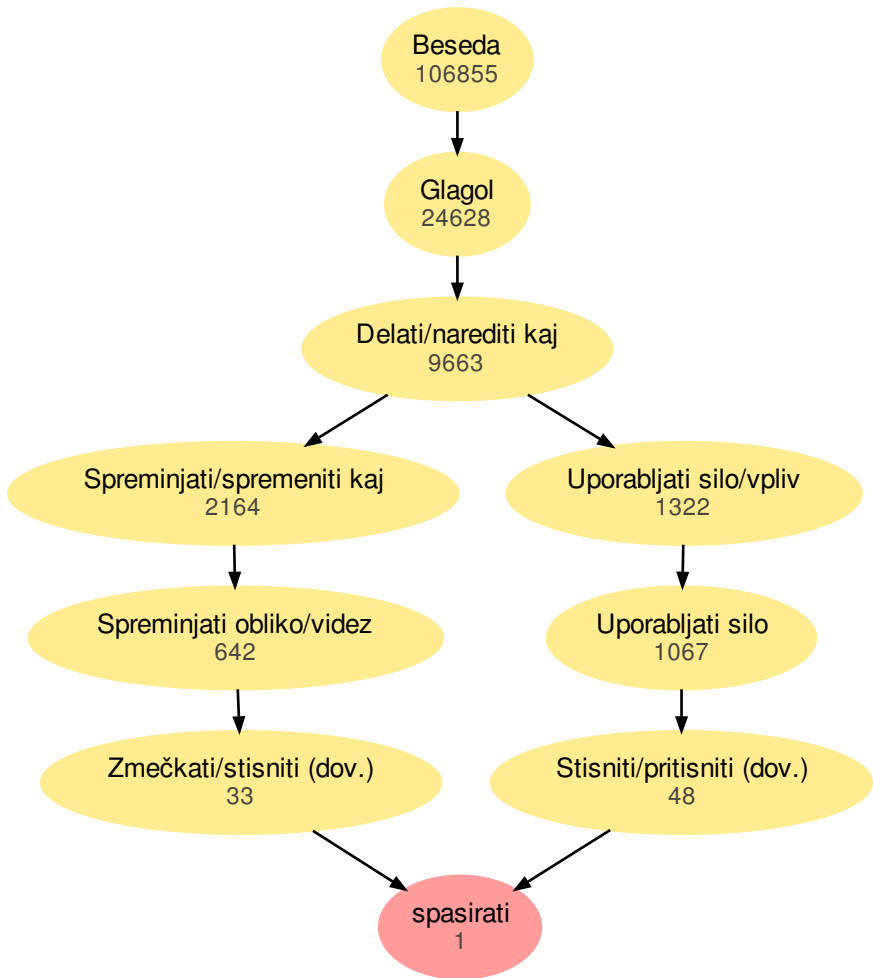 Beseda
106855
Glagol
24628
Delati/narediti kaj
9663
Spreminjati/spremeniti kaj
2164
Uporabljati silo/vpliv
1322
Spreminjati obliko/videz
642
Uporabljati silo
1067
Zmečkati/stisniti (dov.)
33
Stisniti/pritisniti (dov.)
48
spasirati
1